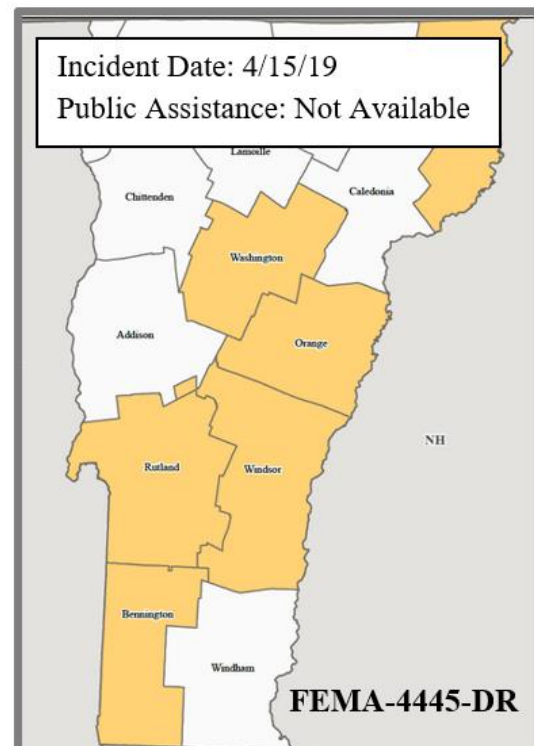 Incident Date: 4/15/19
Public Assistance: Not Available
Lamoille
Chittenden
Caledonia
Washington
Addison
Orange
NH
Rutland
Windsor
Bennington
Windham
FEMA-4445-DR